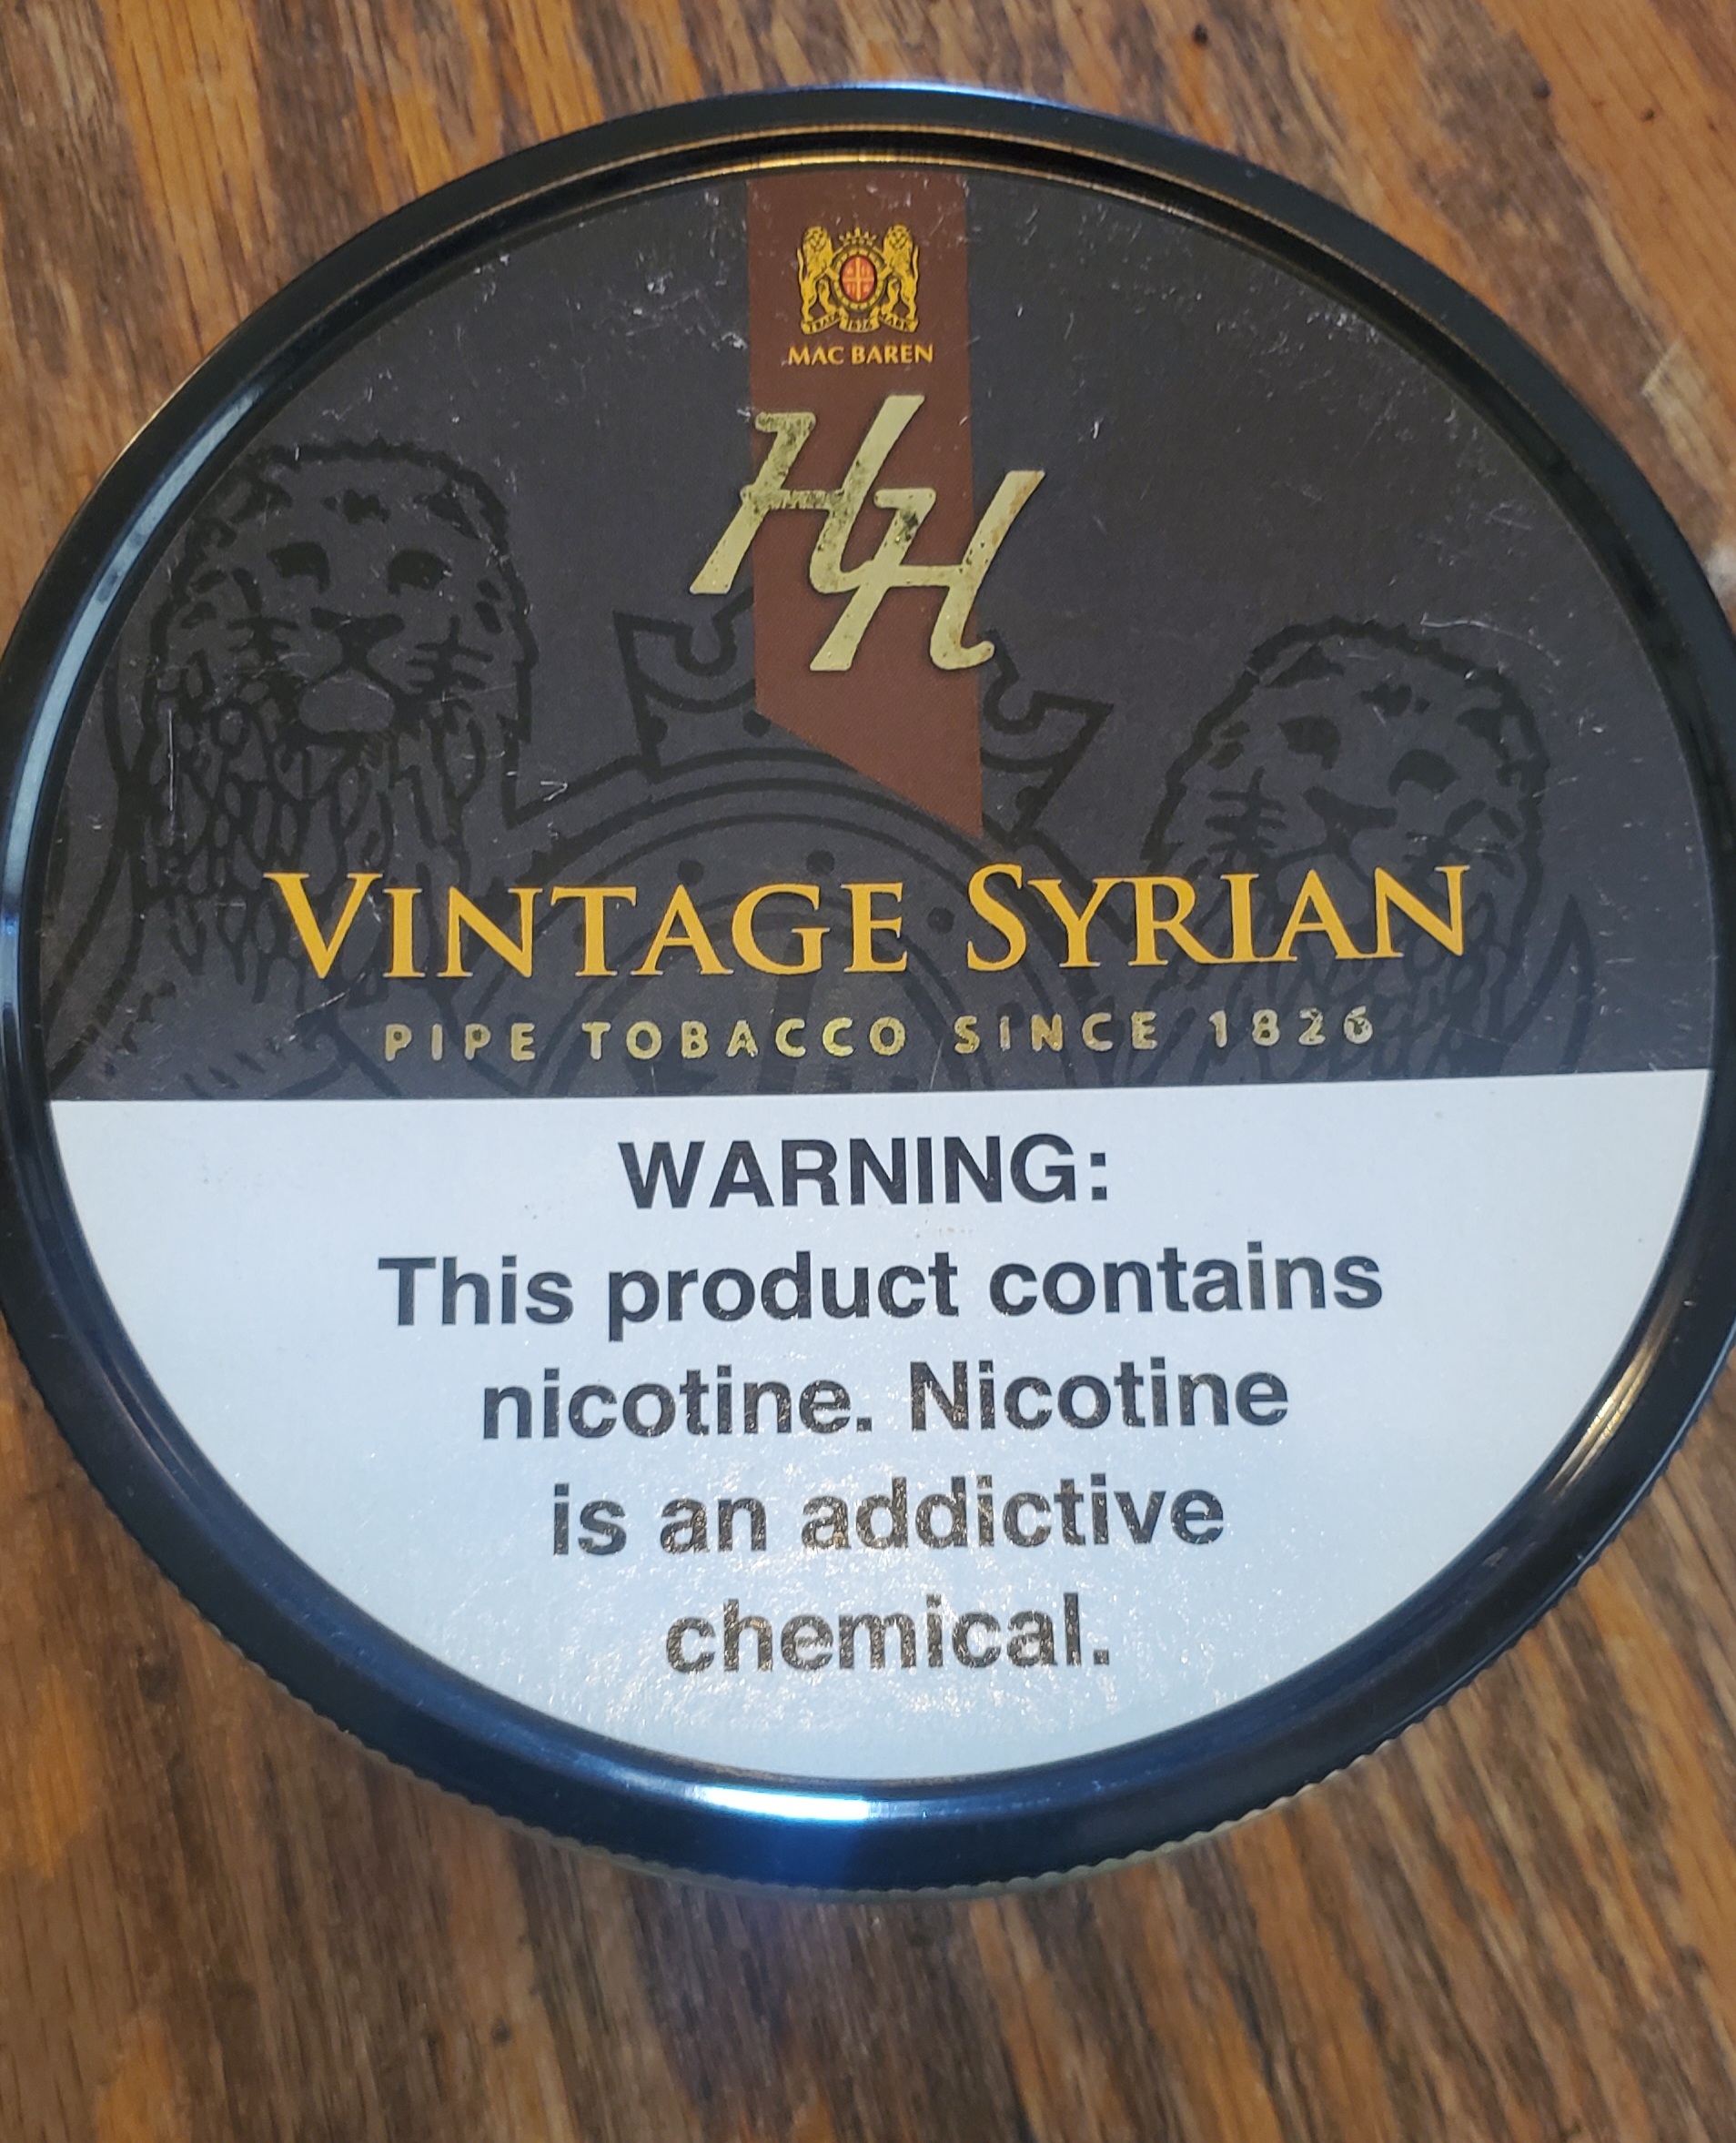 MAC BAREN
HH
VINTAGE SYRIAN
PIPE TOBACCO SINCE 1826
WARNING:
This product contains
nicotine. Nicotine
is an addictive
chemical.